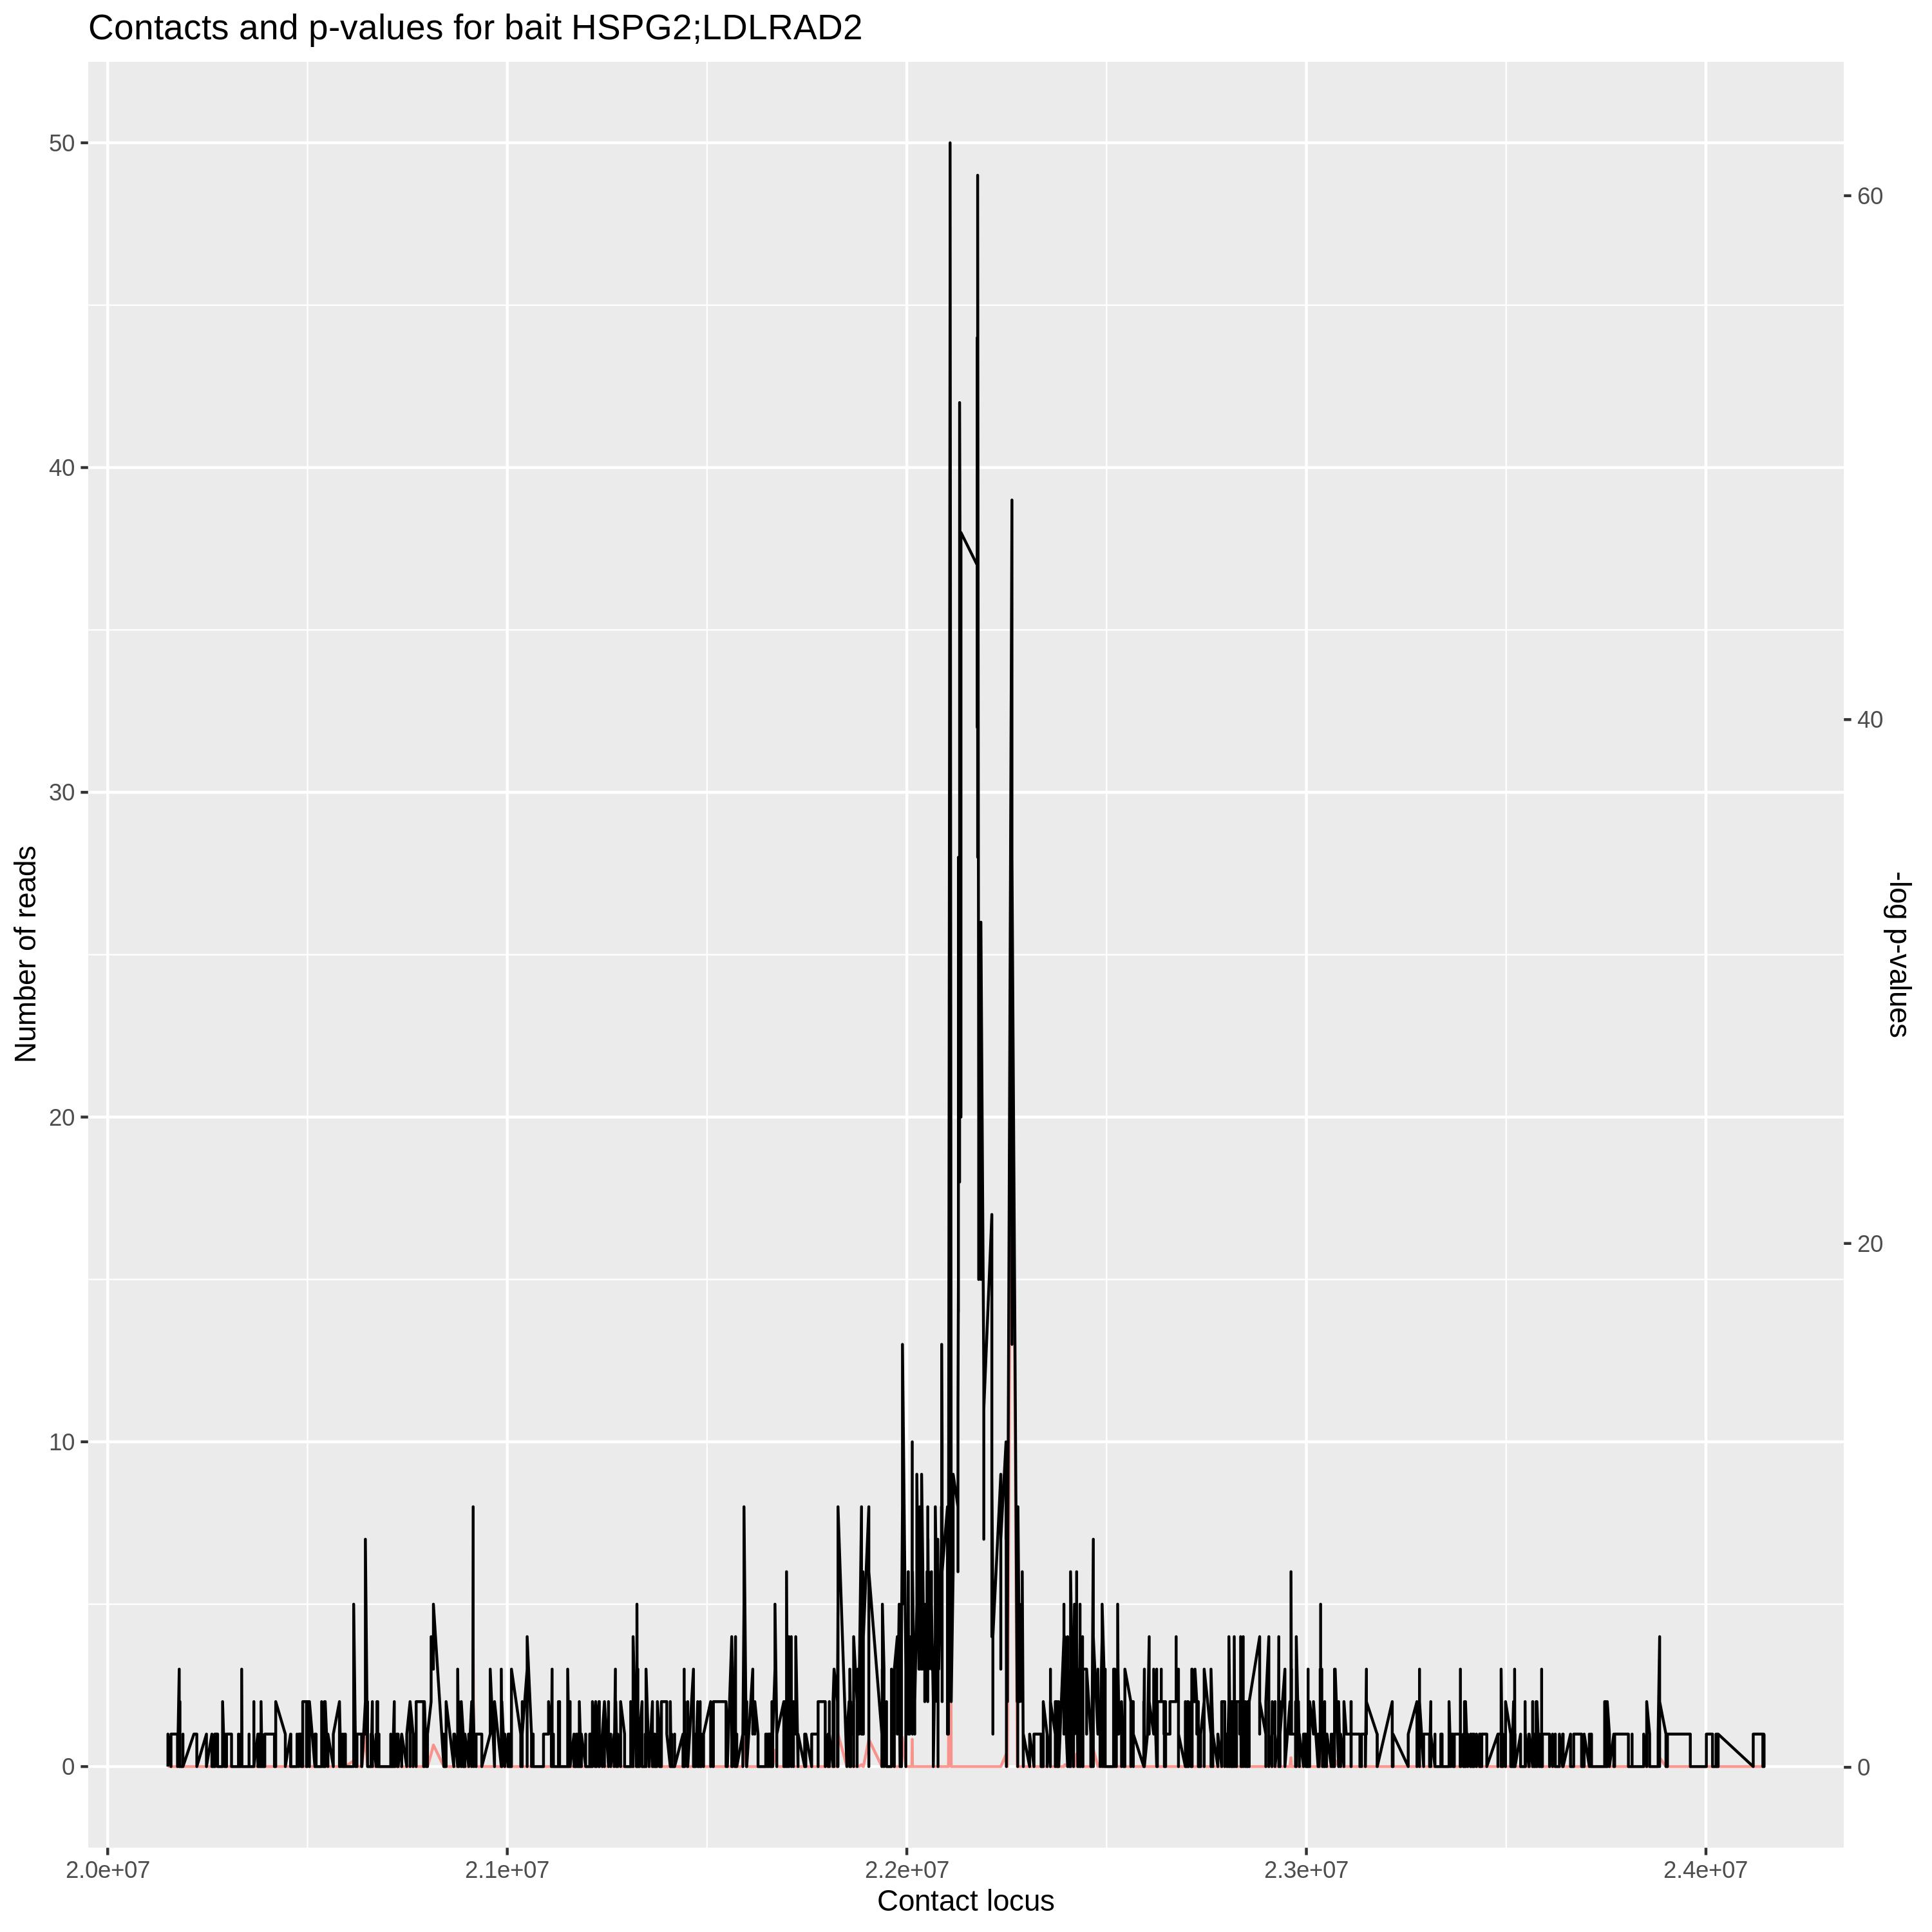 Contacts and p-values for bait HSPG2;LDLRAD2
50
40
30
20
10
0
Number of reads
60
40
20
0
-log p-values
2.0e+07
2.1e+07
2.2e+07
2.3e+07
2.4e+07
Contact locus